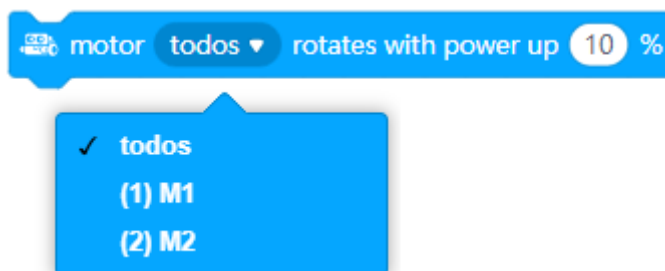 motor todos ▾ rotates with power up 10 %
✓ todos
(1) M1
(2) M2